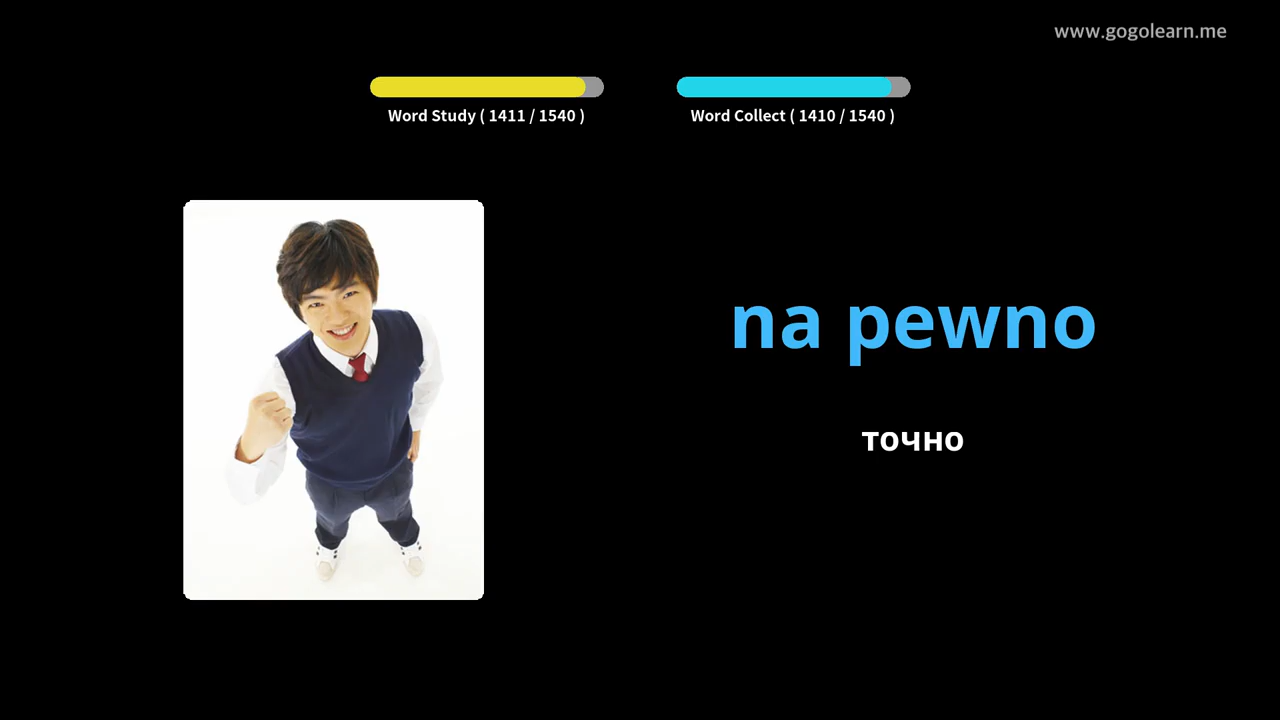 www.gogolearn.me
Word Study ( 1411 / 1540 )
Word Collect ( 1410 / 1540 )
na pewno
точно